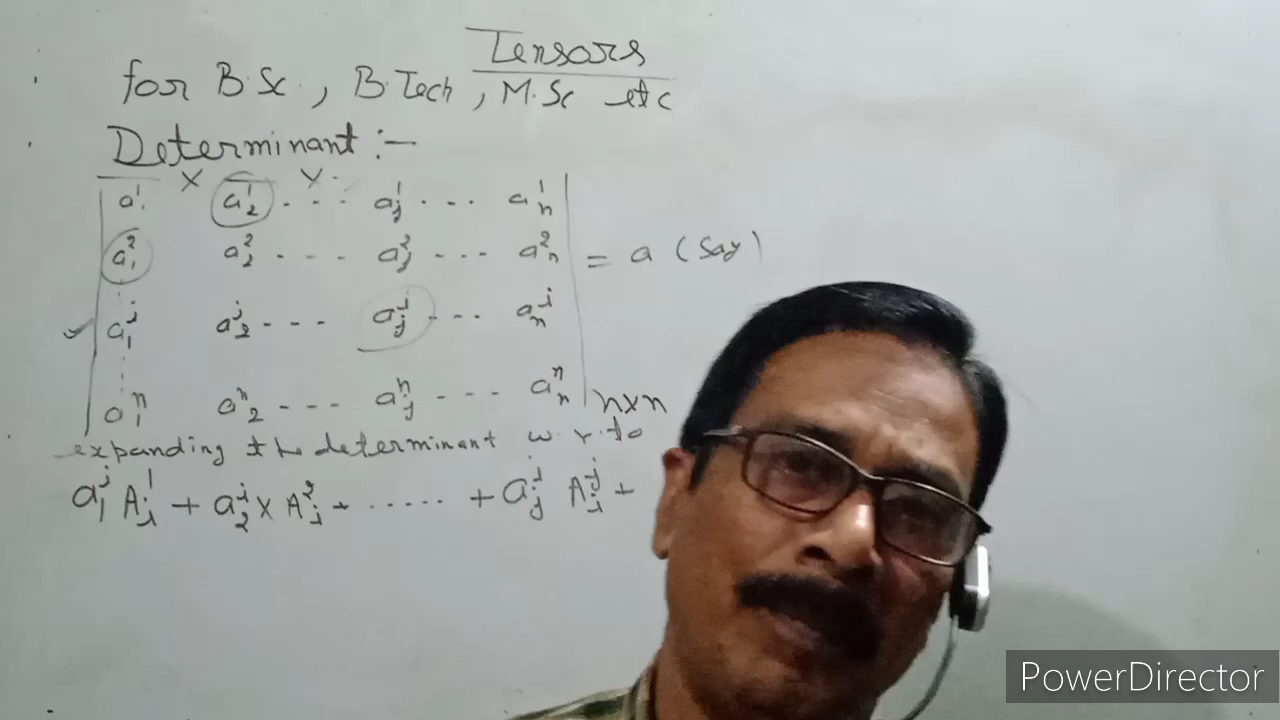 Tensors
for B.Sc., B.Tech, M.Sc etc
Determinant :-
a¹₁ a¹₂ . . . a¹ⱼ . . . a¹ₙ
a²₁ a²₂ . . . . a²ⱼ . . . a²ₙ = a (Say)
aⁱ₁ aⁱ₂ . . . aⁱⱼ . . . aⁱₙ
aⁿ₁ aⁿ₂ . . . aⁿⱼ . . . . aⁿₙ n×n
expanding the determinant w.r.to
aⁱ₁ A¹ᵢ + aⁱ₂ × A²ᵢ + . . . . . . + aⁱⱼ Aʲᵢ +
PowerDirector